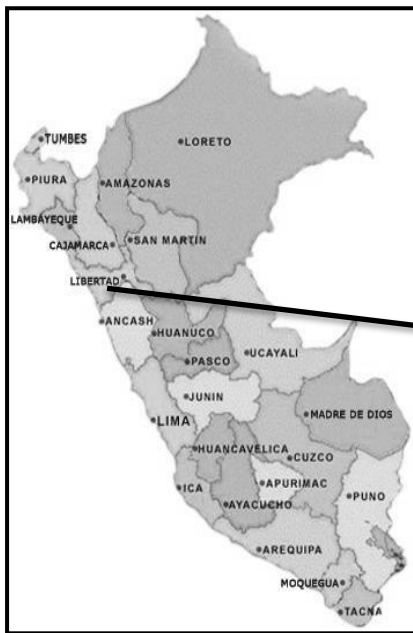 TUMBES
LORETO
PIURA
AMAZONAS
LAMBAYEQUE
SAN MARTIN
CAJAMARCA
LIBERTAD
ANCASH
HUANUCO
UCAYALI
PASCO
JUNIN
MADRE DE DIOS
LIMA
HUANCAVELICA
CUZCO
APURIMAC
ICA
PUNO
AYACUCHO
AREQUIPA
MOQUEGUA
TACNA